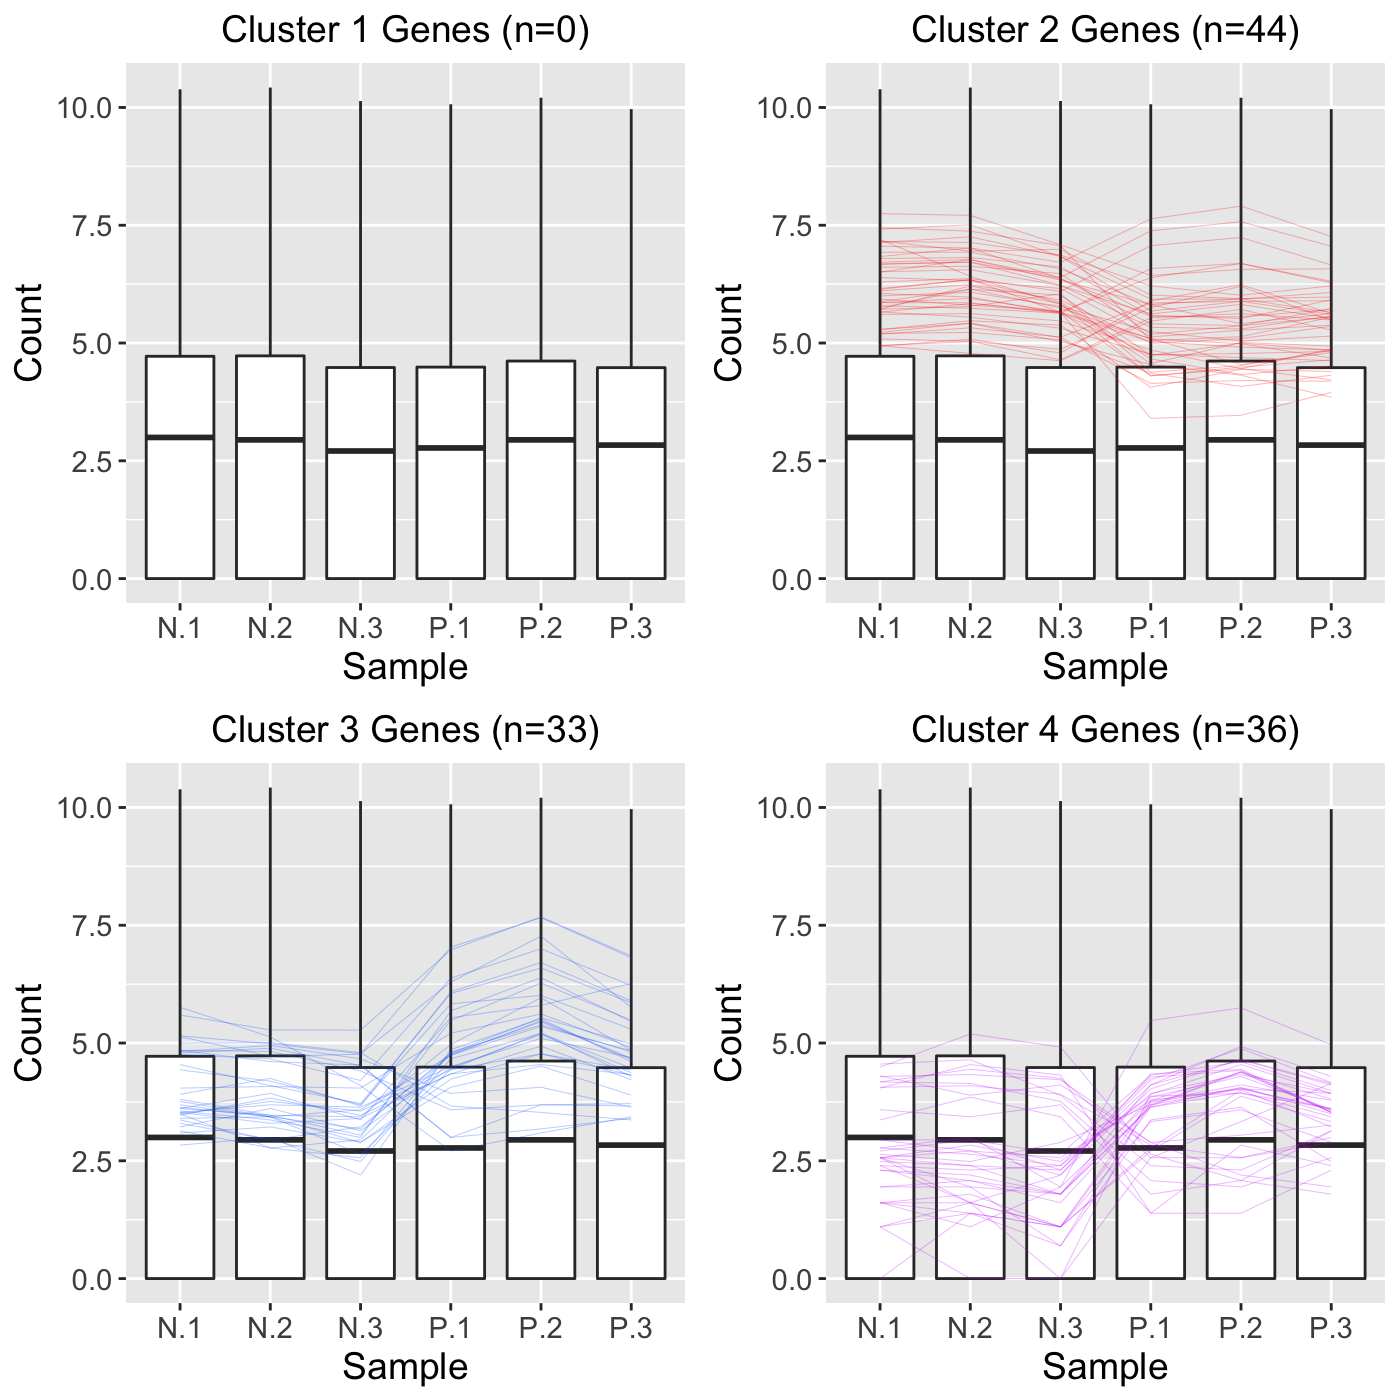 Cluster 1 Genes (n=0)
Count
10.0
7.5
5.0
2.5
0.0
N.1 N.2 N.3 P.1 P.2 P.3
Sample
Cluster 2 Genes (n=44)
Count
10.0
7.5
5.0
2.5
0.0
N.1 N.2 N.3 P.1 P.2 P.3
Sample
Cluster 3 Genes (n=33)
Count
10.0
7.5
5.0
2.5
0.0
N.1 N.2 N.3 P.1 P.2 P.3
Sample
Cluster 4 Genes (n=36)
Count
10.0
7.5
5.0
2.5
0.0
N.1 N.2 N.3 P.1 P.2 P.3
Sample